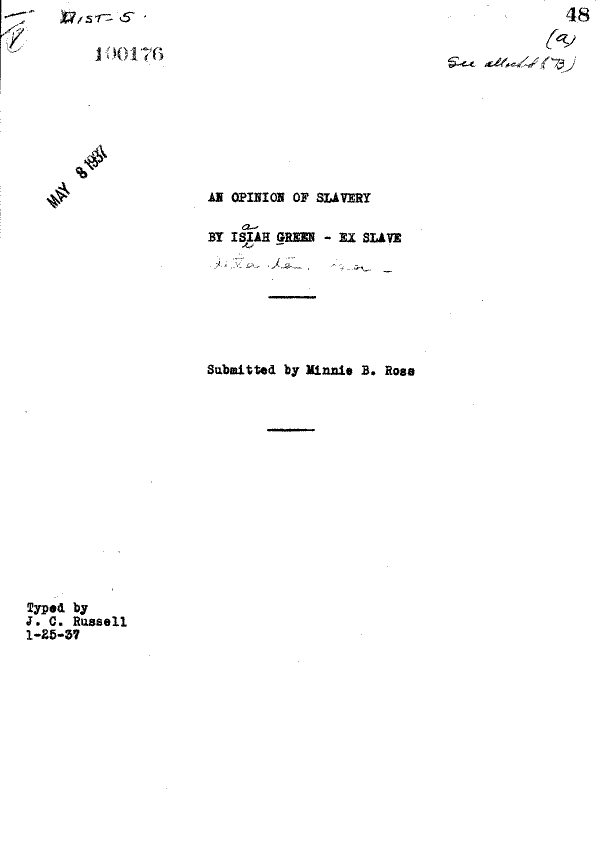 DIST-5.
48
(a)
100176
See attached (B)
MAY 8 1937
AN OPINION OF SLAVERY
a
BY ISIAH GREEN - EX SLAVE
Submitted by Minnie B. Ross
Typed by
J. C. Russell
1-25-37